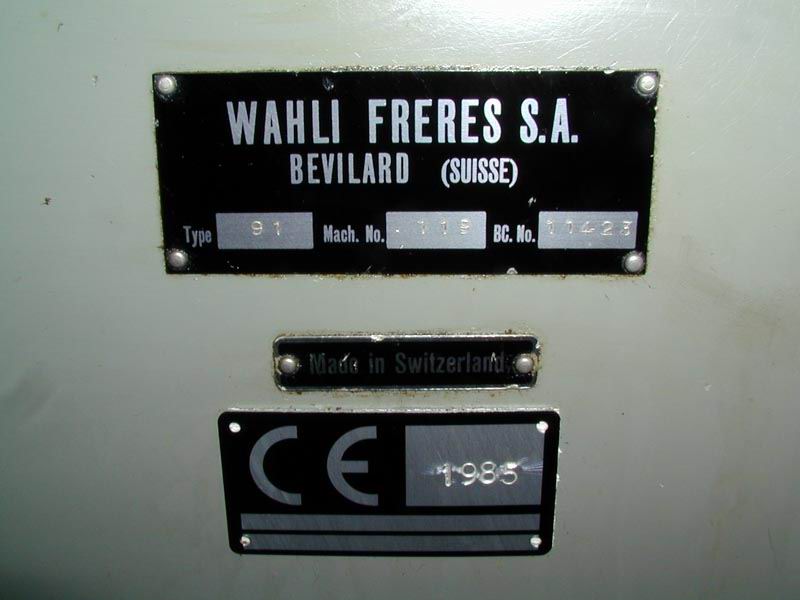 WAHLI FRERES S.A.
BEVILARD (SUISSE)
Type 91 Mach. No. 119 BC. No. 11423
Made in Switzerland
CE 1985